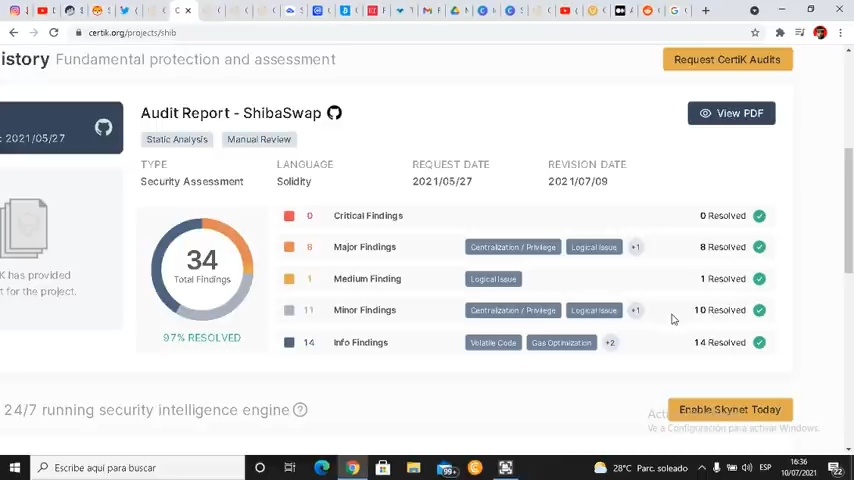 certik.org/projects/shib
istory Fundamental protection and assessment
Request CertiK Audits
: 2021/05/27
Audit Report - ShibaSwap
View PDF
Static Analysis Manual Review
TYPE LANGUAGE REQUEST DATE REVISION DATE
Security Assessment Solidity 2021/05/27 2021/07/09
34
Total Findings
97% RESOLVED
0 Critical Findings 0 Resolved
8 Major Findings Centralization / Privilege Logical Issue +1 8 Resolved
1 Medium Finding Logical Issue 1 Resolved
11 Minor Findings Centralization / Privilege Logical Issue +1 10 Resolved
14 Info Findings Volatile Code Gas Optimization +2 14 Resolved
K has provided
t for the project.
24/7 running security intelligence engine ?
Enable Skynet Today
Ve a Configuración para activar Windows.
Escribe aquí para buscar
99+
28°C Parc. soleado
ESP
16:36
10/07/2021
22